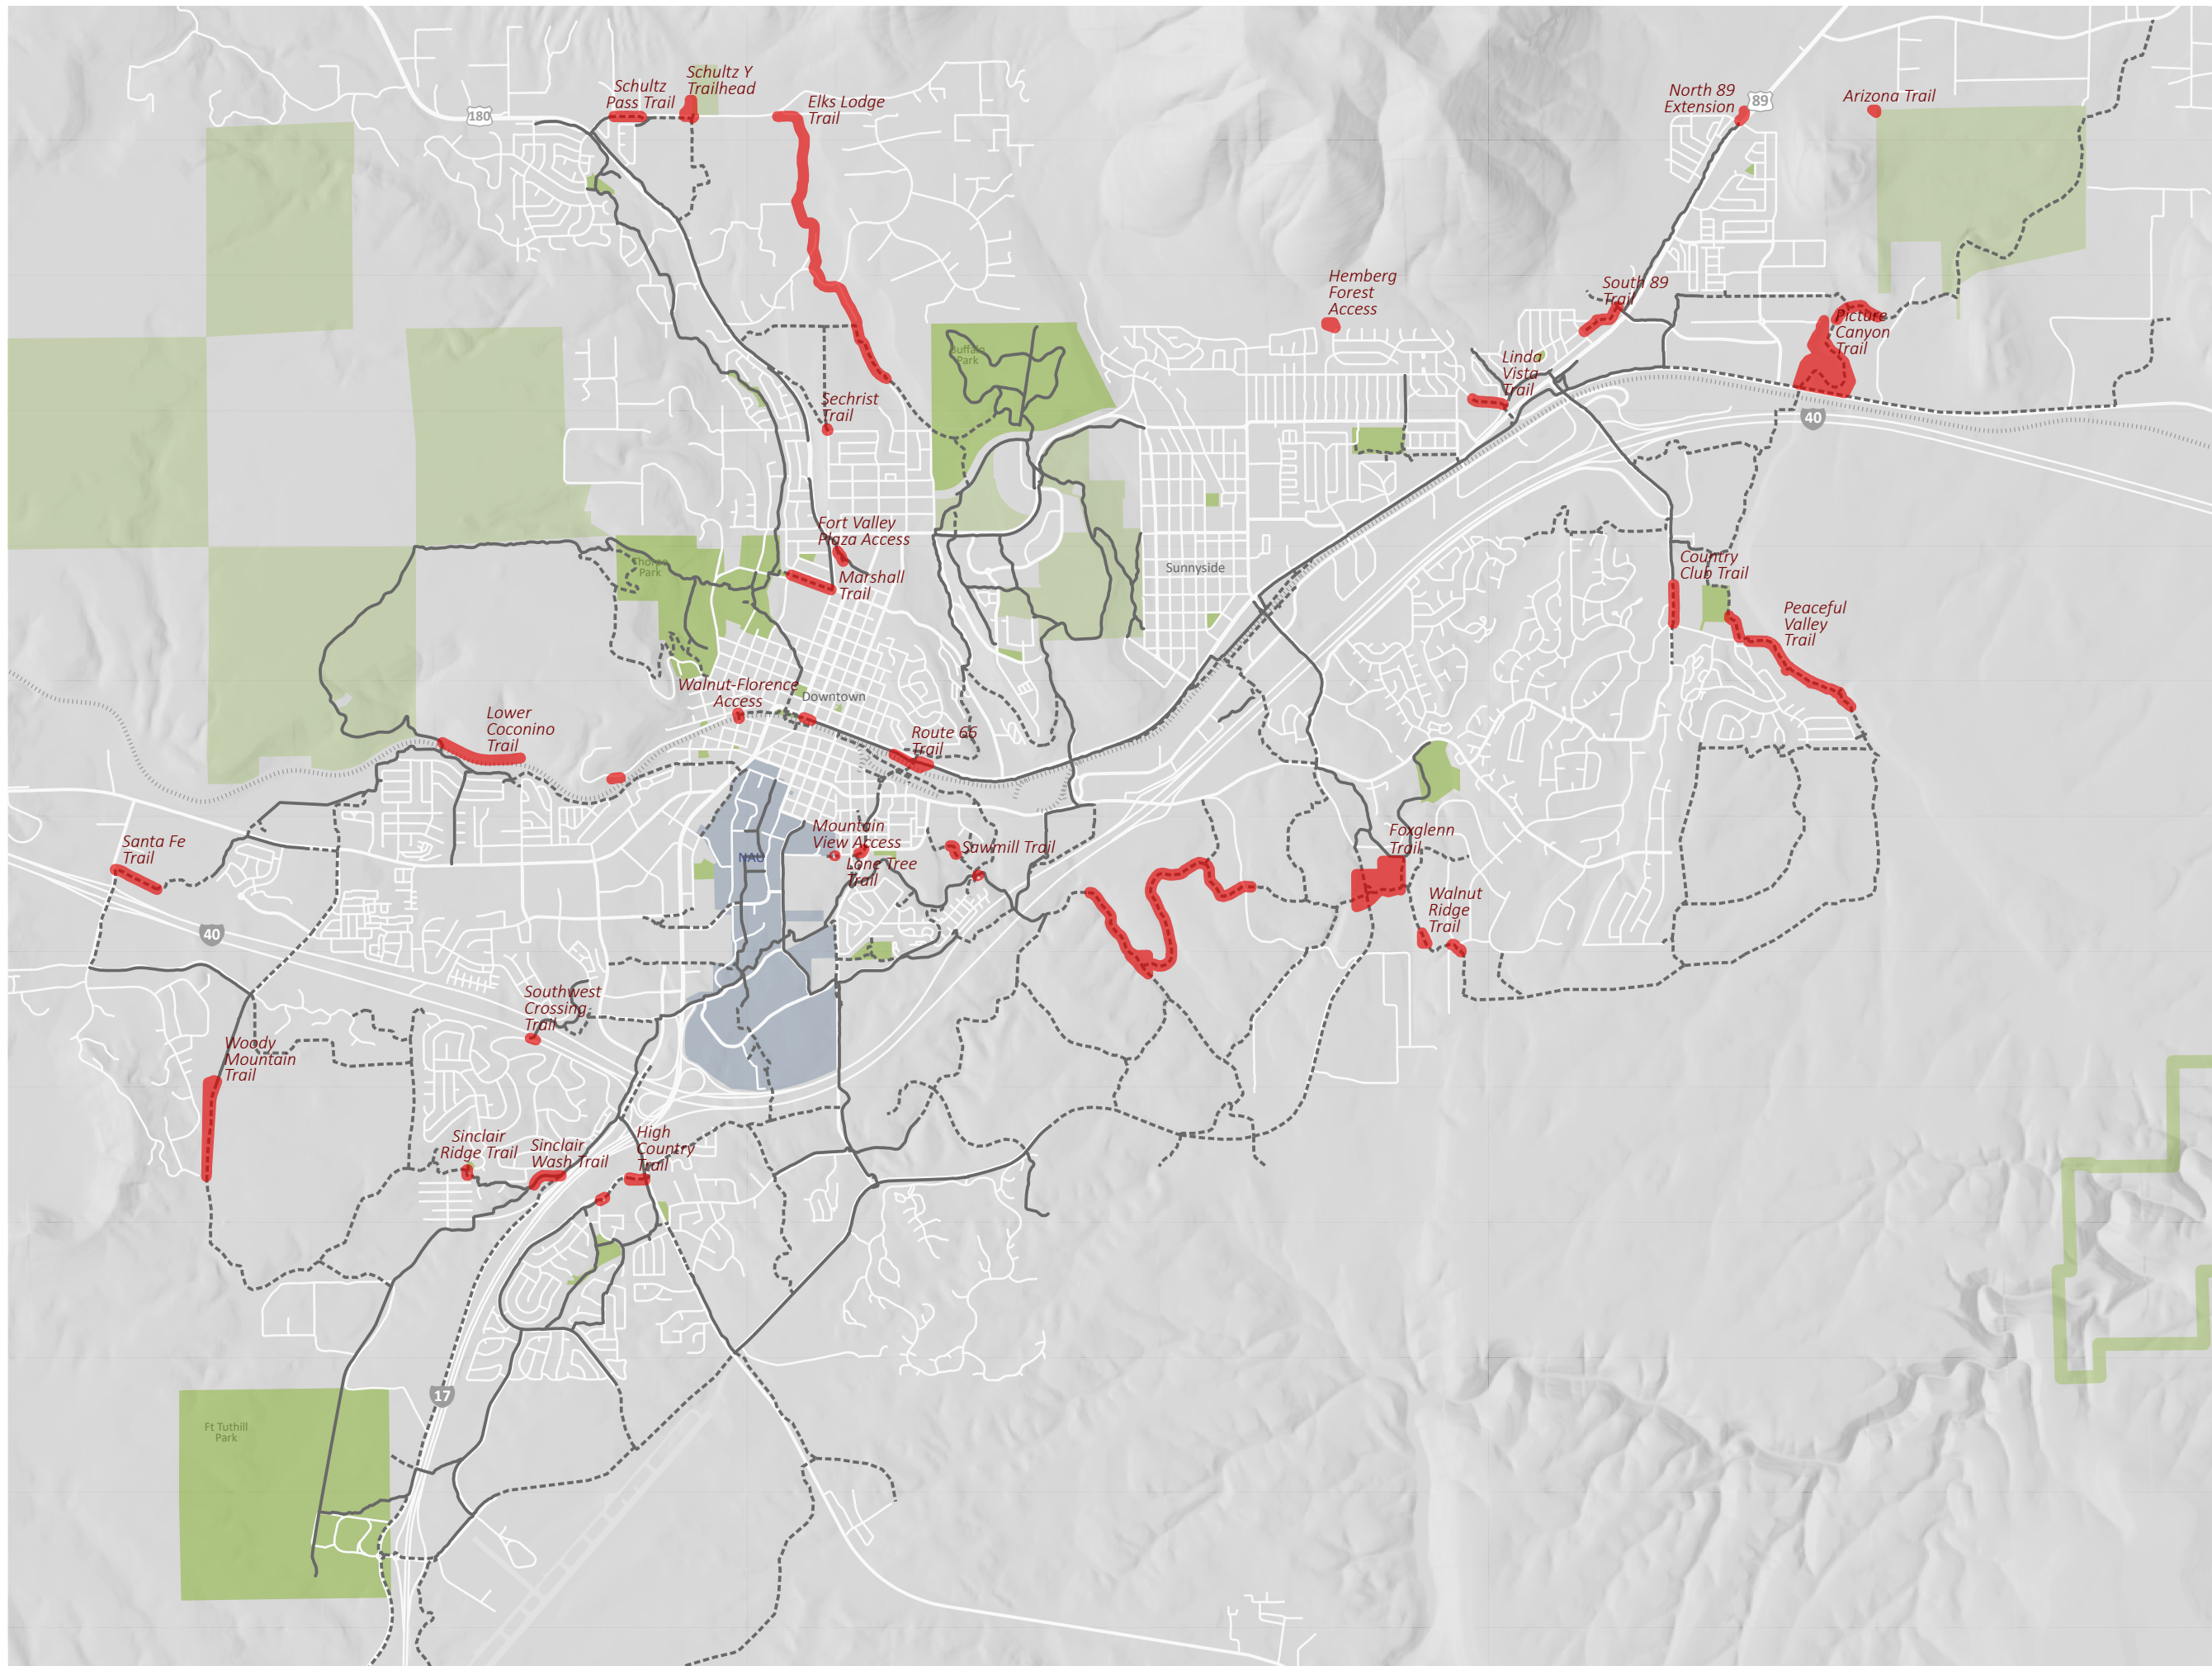 Schultz Y
Trailhead
Schultz
Pass Trail
180
Elks Lodge
Trail
North 89
Extension
89
Arizona Trail
Hemberg
Forest
Access
South 89
Trail
Picture
Canyon
Trail
Buffalo
Park
Linda
Vista
Trail
Sechrist
Trail
40
Fort Valley
Plaza Access
Thorpe
Park
Sunnyside
Marshall
Trail
Country
Club Trail
Peaceful
Valley
Trail
Walnut-Florence
Access
Downtown
Lower
Coconino
Trail
Route 66
Trail
Santa Fe
Trail
Mountain
View Access
NAU
Lone Tree
Trail
Sawmill Trail
Foxglenn
Trail
Walnut
Ridge
Trail
40
Southwest
Crossing
Trail
Woody
Mountain
Trail
Sinclair
Ridge Trail
Sinclair
Wash Trail
High
Country
Trail
17
Ft Tuthill
Park